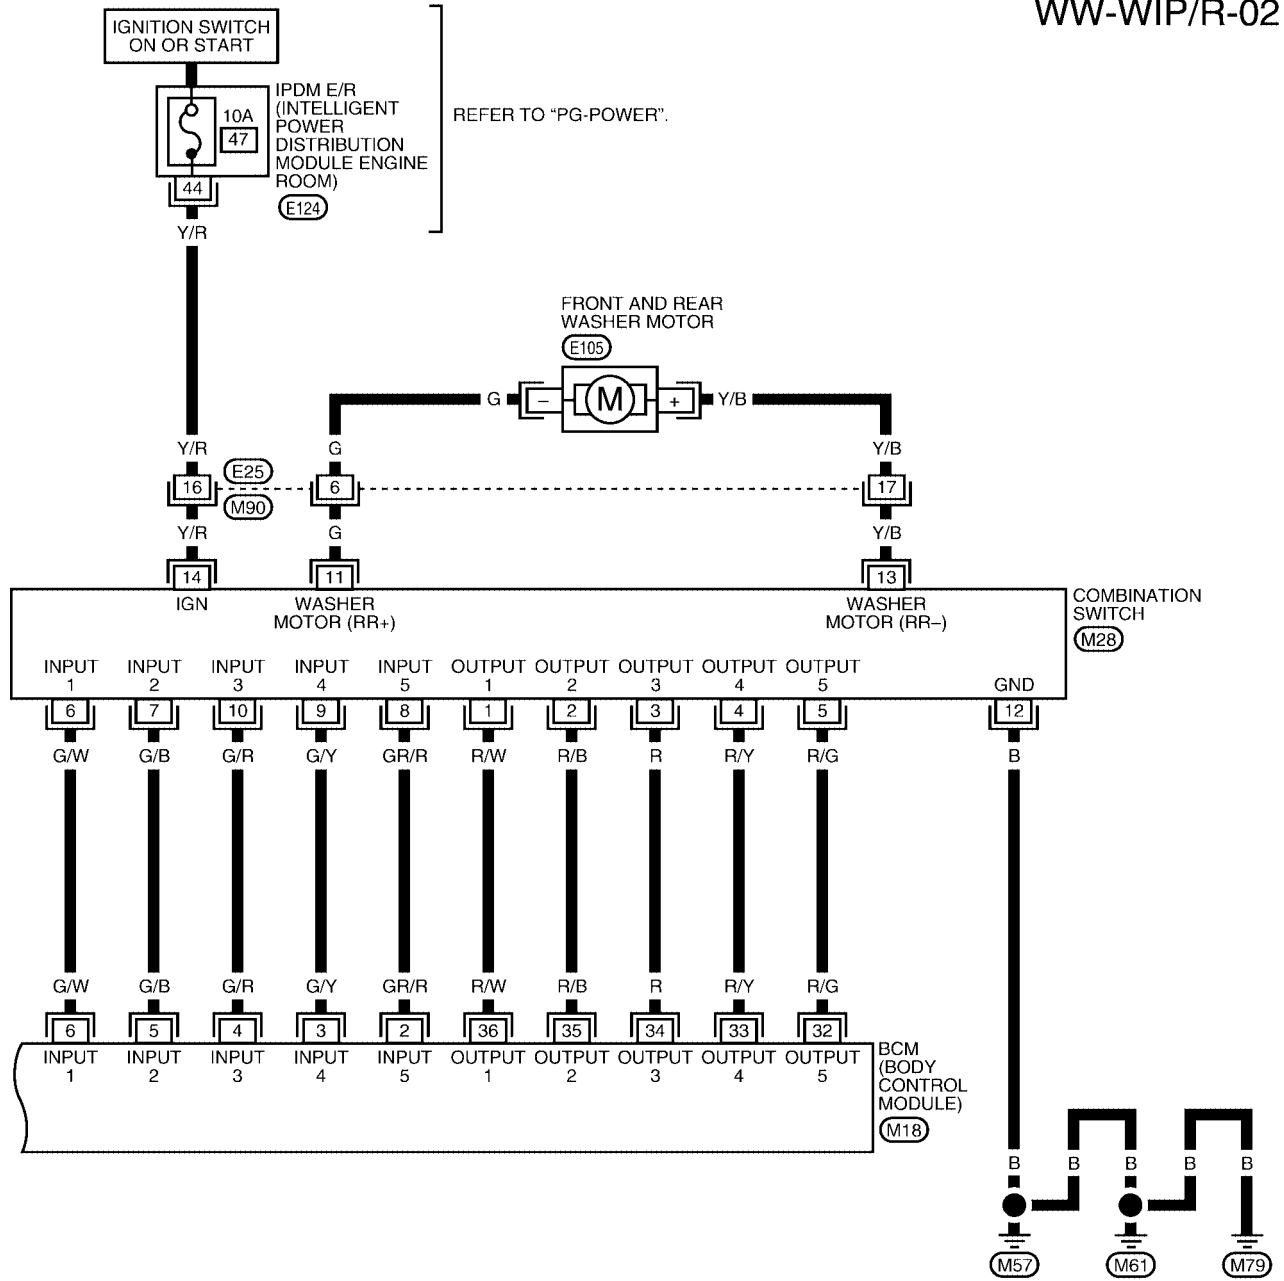 WW-WIP/R-02
IGNITION SWITCH
ON OR START
IPDM E/R
(INTELLIGENT
POWER
DISTRIBUTION
MODULE ENGINE
ROOM)
E124
10A
47
44
REFER TO “PG-POWER”.
Y/R
FRONT AND REAR
WASHER MOTOR
E105
G − M + Y/B
Y/R G Y/B
16 E25 6 17
M90
Y/R G Y/B
14 11 13
IGN WASHER WASHER
MOTOR (RR+) MOTOR (RR−)
COMBINATION
SWITCH
M28
INPUT INPUT INPUT INPUT INPUT OUTPUT OUTPUT OUTPUT OUTPUT OUTPUT
1 2 3 4 5 1 2 3 4 5 GND
6 7 10 9 8 1 2 3 4 5 12
G/W G/B G/R G/Y GR/R R/W R/B R R/Y R/G B
G/W G/B G/R G/Y GR/R R/W R/B R R/Y R/G
6 5 4 3 2 36 35 34 33 32
INPUT INPUT INPUT INPUT INPUT OUTPUT OUTPUT OUTPUT OUTPUT OUTPUT
1 2 3 4 5 1 2 3 4 5
BCM
(BODY
CONTROL
MODULE)
M18
B B B B B
M57 M61 M79